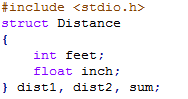 #include <stdio.h>
struct Distance
{
    int feet;
    float inch;
} dist1, dist2, sum;